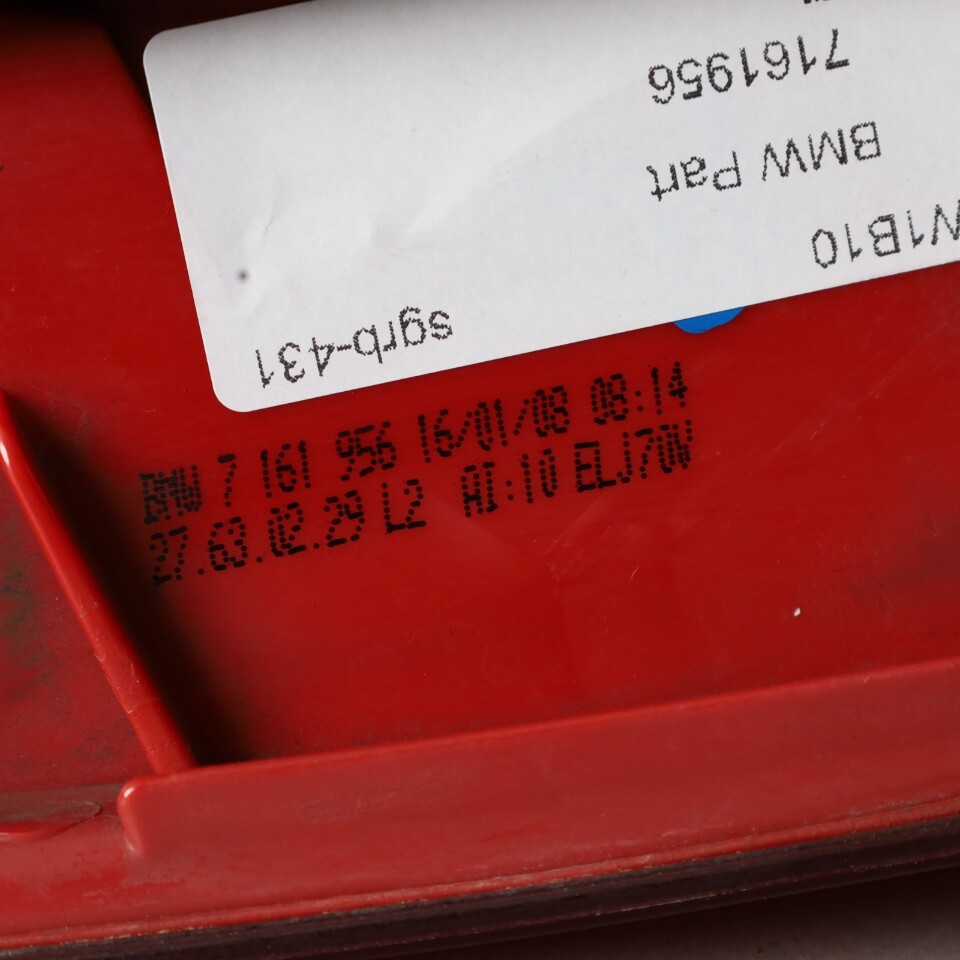 7161956
BMW Part
W1B10
sgrb-431
BMW 7 161 956 16/01/08 08:14
27.63.02.29 L2 AI:10 ELJ70W